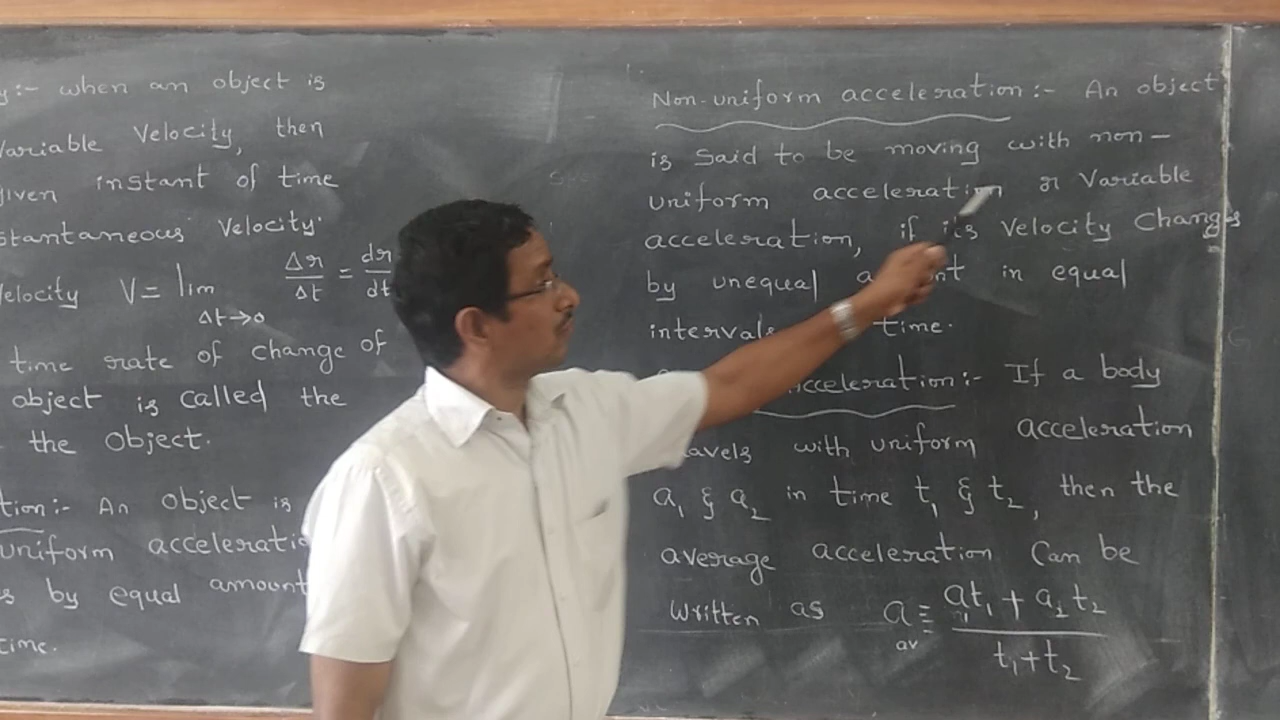 y:- when an object is
Variable Velocity, then
given instant of time
stantaneous Velocity.
Velocity V = lim Δr/Δt = dr/dt
Δt→0
time rate of change of
object is called the
the object.
tion:- An object is
uniform acceleratio
s by equal amount
time.
Non-uniform acceleration:- An object
is said to be moving with non-
uniform acceleration or Variable
acceleration, if its Velocity Changes
by unequal a nt in equal
intervals time.
cceleration:- If a body
avels with uniform acceleration
a₁ & a₂ in time t₁ & t₂, then the
average acceleration Can be
written as a_av = a₁t₁ + a₂t₂
t₁+t₂